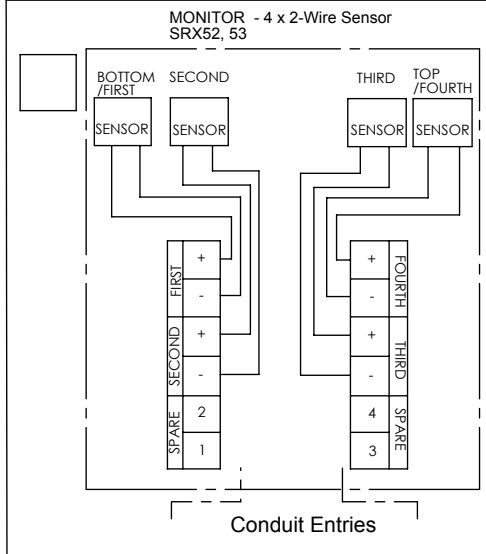 MONITOR - 4 x 2-Wire Sensor
SRX52, 53
BOTTOM
/FIRST
SECOND
THIRD
TOP
/FOURTH
SENSOR
SENSOR
SENSOR
SENSOR
FIRST
+
-
SECOND
+
-
SPARE
2
1
+
-
FOURTH
+
-
THIRD
4
3
SPARE
Conduit Entries